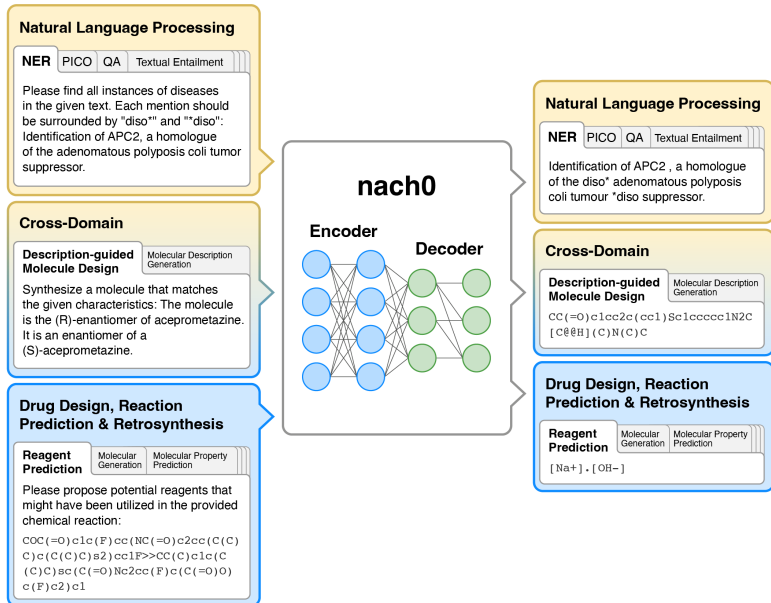 Natural Language Processing
NER PICO QA Textual Entailment
Please find all instances of diseases
in the given text. Each mention should
be surrounded by "diso*" and "*diso":
Identification of APC2, a homologue
of the adenomatous polyposis coli tumor
suppressor.
Cross-Domain
Description-guided
Molecule Design
Molecular Description
Generation
Synthesize a molecule that matches
the given characteristics: The molecule
is the (R)-enantiomer of aceprometazine.
It is an enantiomer of a
(S)-aceprometazine.
Drug Design, Reaction
Prediction & Retrosynthesis
Reagent
Prediction
Molecular
Generation
Molecular Property
Prediction
Please propose potential reagents that
might have been utilized in the provided
chemical reaction:
COC(=O)c1c(F)cc(NC(=O)c2cc(C(C)
C)c(C(C)C)s2)cc1F>>CC(C)c1c(C
(C)C)sc(C(=O)Nc2cc(F)c(C(=O)O)
c(F)c2)c1
nach0
Encoder
Decoder
Natural Language Processing
NER PICO QA Textual Entailment
Identification of APC2 , a homologue
of the diso* adenomatous polyposis
coli tumour *diso suppressor.
Cross-Domain
Description-guided
Molecule Design
Molecular Description
Generation
CC(=O)c1cc2c(cc1)Sc1ccccc1N2C
[C@@H](C)N(C)C
Drug Design, Reaction
Prediction & Retrosynthesis
Reagent
Prediction
Molecular
Generation
Molecular Property
Prediction
[Na+].[OH-]